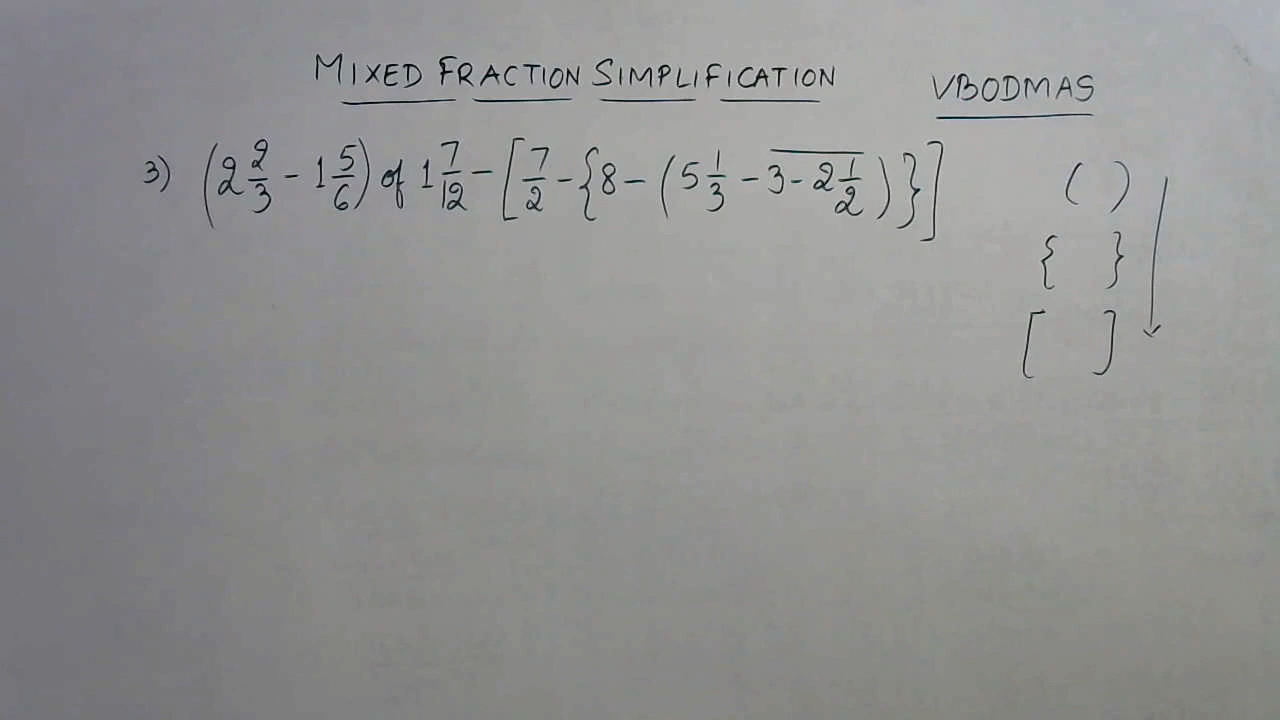 MIXED FRACTION SIMPLIFICATION
VBODMAS
3) (2 2/3 - 1 5/6) of 1 7/12 - [7/2 - {8 - (5 1/3 - 3̅ ̅-̅ ̅2̅ ̅1̅/̅2̅)}]
( )
{ }
[ ]